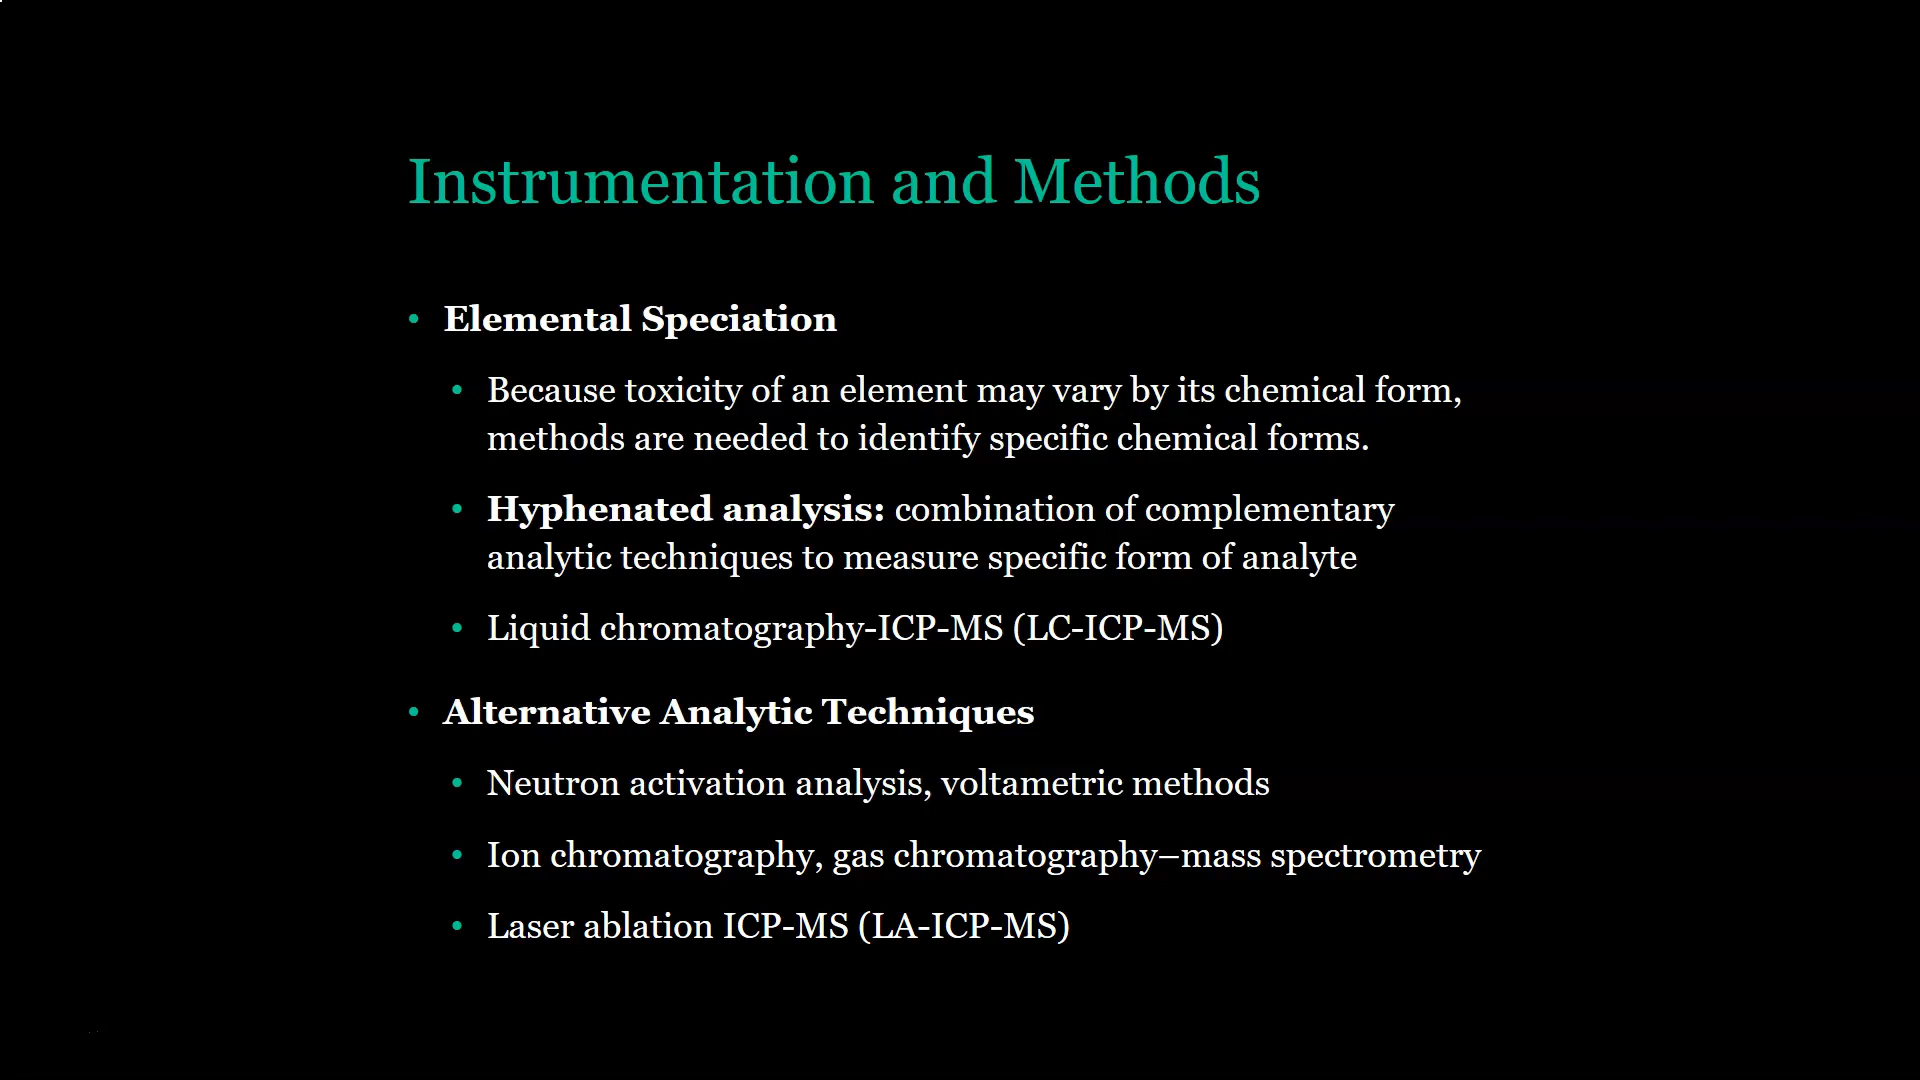 Instrumentation and Methods
• Elemental Speciation
• Because toxicity of an element may vary by its chemical form,
methods are needed to identify specific chemical forms.
• Hyphenated analysis: combination of complementary
analytic techniques to measure specific form of analyte
• Liquid chromatography-ICP-MS (LC-ICP-MS)
• Alternative Analytic Techniques
• Neutron activation analysis, voltametric methods
• Ion chromatography, gas chromatography–mass spectrometry
• Laser ablation ICP-MS (LA-ICP-MS)